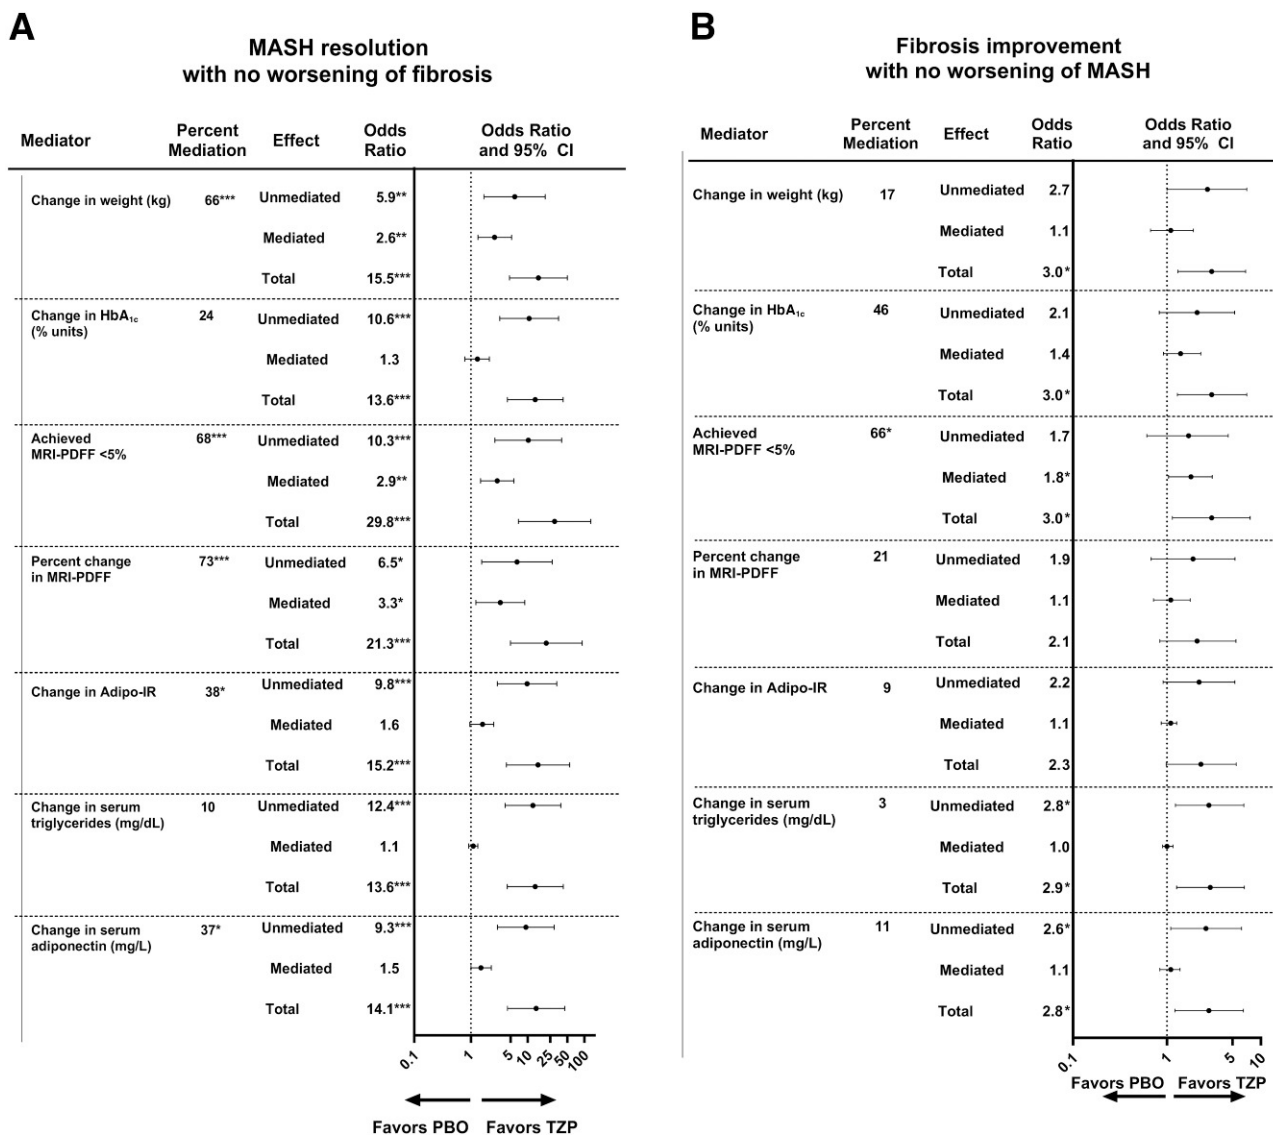 A
MASH resolution
with no worsening of fibrosis
Mediator Percent Mediation Effect Odds Ratio Odds Ratio and 95% CI
Change in weight (kg) 66*** Unmediated 5.9**
Mediated 2.6**
Total 15.5***
Change in HbA1c 24 Unmediated 10.6***
(% units)
Mediated 1.3
Total 13.6***
Achieved 68*** Unmediated 10.3***
MRI-PDFF <5%
Mediated 2.9**
Total 29.8***
Percent change 73*** Unmediated 6.5*
in MRI-PDFF
Mediated 3.3*
Total 21.3***
Change in Adipo-IR 38* Unmediated 9.8***
Mediated 1.6
Total 15.2***
Change in serum 10 Unmediated 12.4***
triglycerides (mg/dL)
Mediated 1.1
Total 13.6***
Change in serum 37* Unmediated 9.3***
adiponectin (mg/L)
Mediated 1.5
Total 14.1***
0.1 1 5 10 25 50 100
Favors PBO Favors TZP
B
Fibrosis improvement
with no worsening of MASH
Mediator Percent Mediation Effect Odds Ratio Odds Ratio and 95% CI
Change in weight (kg) 17 Unmediated 2.7
Mediated 1.1
Total 3.0*
Change in HbA1c 46 Unmediated 2.1
(% units)
Mediated 1.4
Total 3.0*
Achieved 66* Unmediated 1.7
MRI-PDFF <5%
Mediated 1.8*
Total 3.0*
Percent change 21 Unmediated 1.9
in MRI-PDFF
Mediated 1.1
Total 2.1
Change in Adipo-IR 9 Unmediated 2.2
Mediated 1.1
Total 2.3
Change in serum 3 Unmediated 2.8*
triglycerides (mg/dL)
Mediated 1.0
Total 2.9*
Change in serum 11 Unmediated 2.6*
adiponectin (mg/L)
Mediated 1.1
Total 2.8*
0.1 1 5 10
Favors PBO Favors TZP